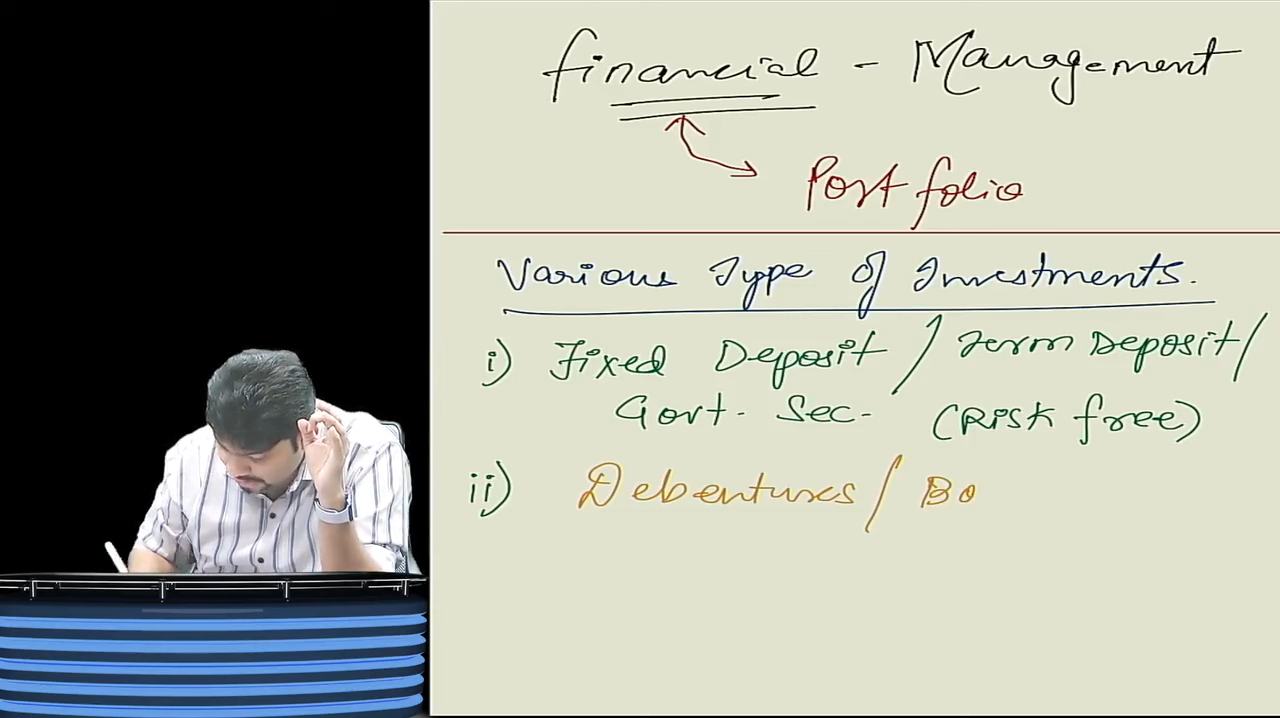 financial - Management
Portfolio
Various Type of Investments.
i) Fixed Deposit / Term Deposit /
Govt. Sec. (Risk free)
ii) Debentures / Bo